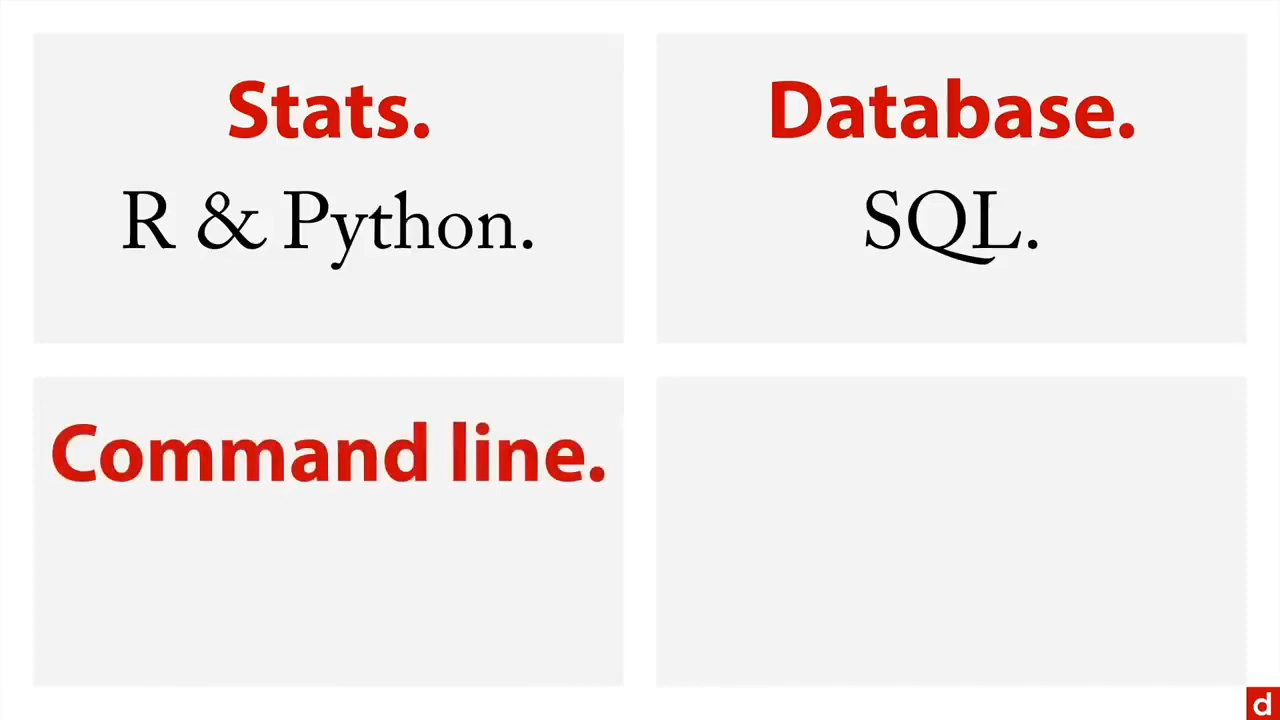 Stats.
R & Python.
Database.
SQL.
Command line.
d